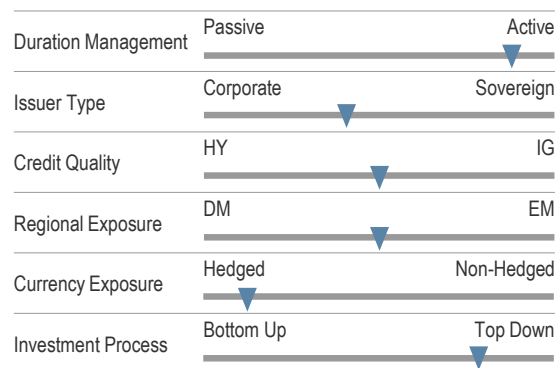 Duration Management Passive Active
Issuer Type Corporate Sovereign
Credit Quality HY IG
Regional Exposure DM EM
Currency Exposure Hedged Non-Hedged
Investment Process Bottom Up Top Down